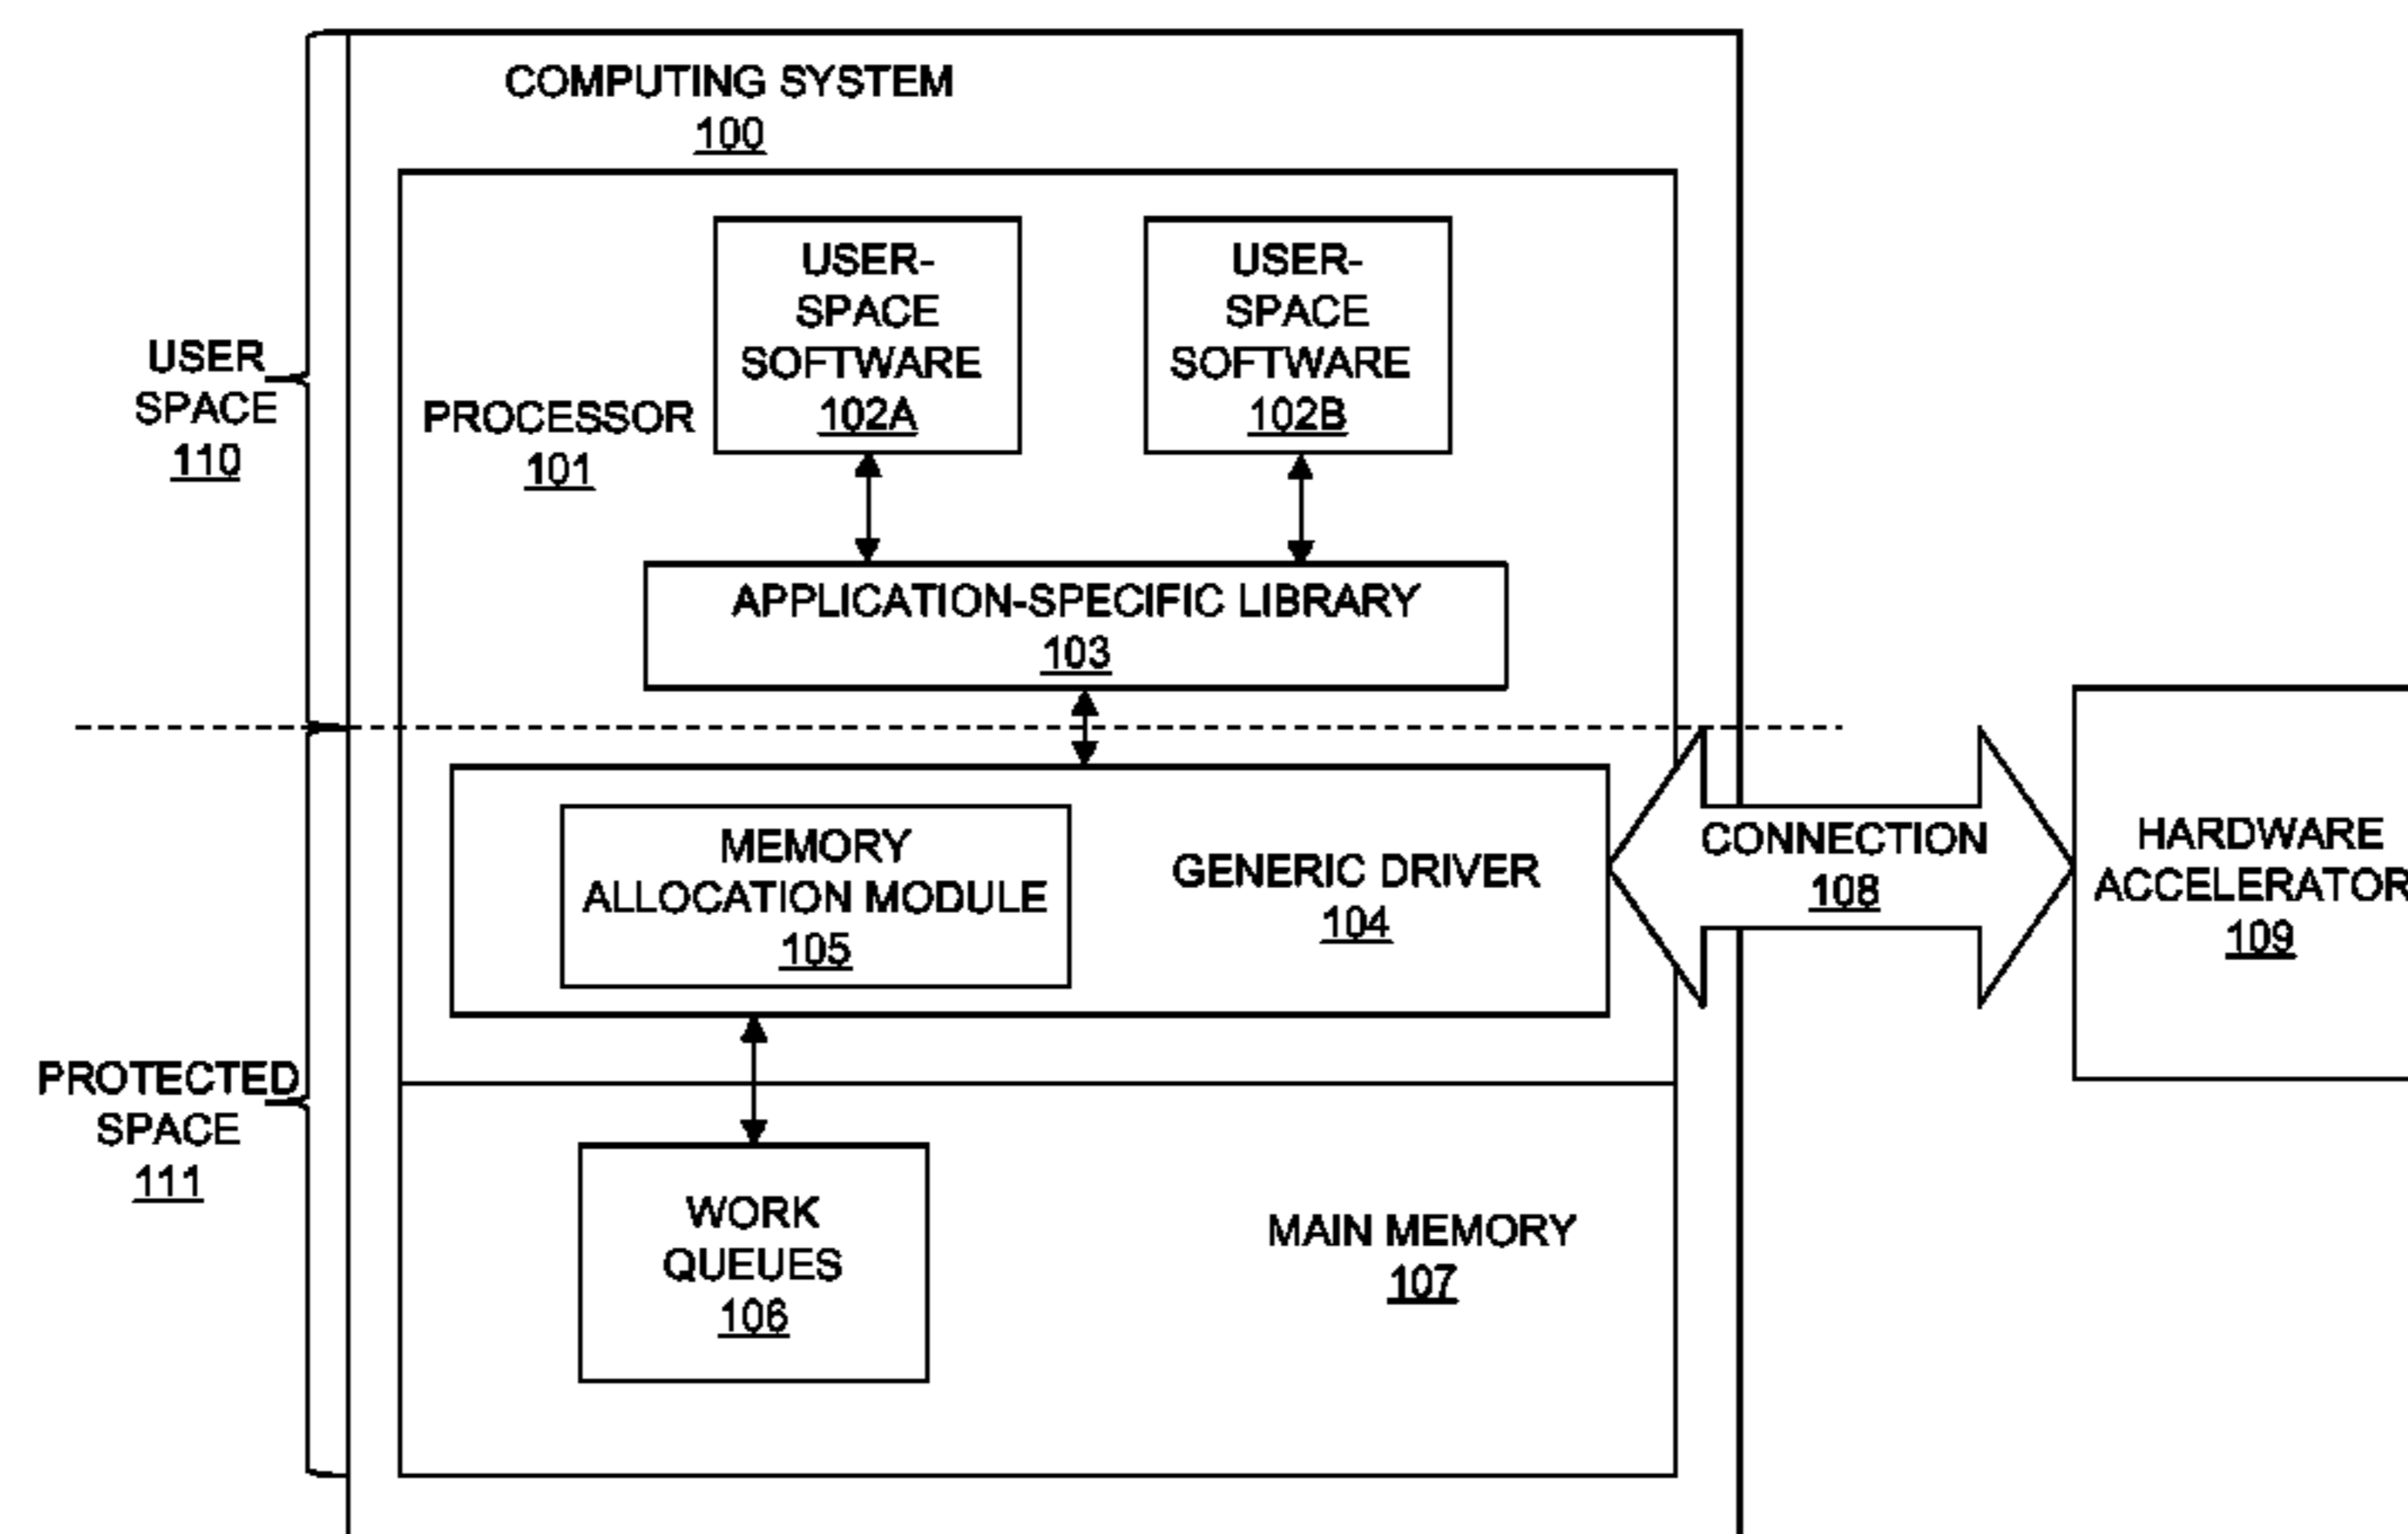 COMPUTING SYSTEM
100
USER-
SPACE
SOFTWARE
102A
USER-
SPACE
SOFTWARE
102B
USER
SPACE
110
PROCESSOR
101
APPLICATION-SPECIFIC LIBRARY
103
MEMORY
ALLOCATION MODULE
105
GENERIC DRIVER
104
CONNECTION
108
HARDWARE
ACCELERATOR
109
PROTECTED
SPACE
111
WORK
QUEUES
106
MAIN MEMORY
107